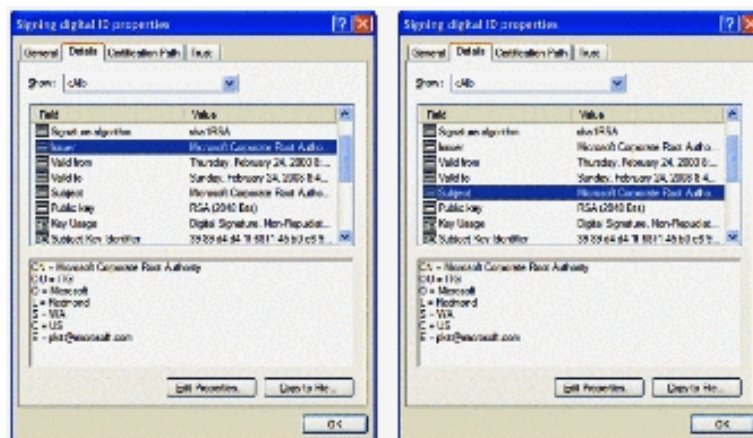 Signing digital ID properties
General Details Certification Path Trust
Show: <All>
Field Value
Signature algorithm sha1RSA
Issuer Microsoft Corporate Root Autho...
Valid from Thursday, February 24, 2000 8:...
Valid to Sunday, February 24, 2008 8:4...
Subject Microsoft Corporate Root Autho...
Public key RSA (2048 Bits)
Key Usage Digital Signature, Non-Repudiat...
Subject Key Identifier
CN = Microsoft Corporate Root Authority
OU = ITG
O = Microsoft
L = Redmond
S = WA
C = US
E = pkit@microsoft.com
Edit Properties... Copy to File...
OK
Signing digital ID properties
General Details Certification Path Trust
Show: <All>
Field Value
Signature algorithm sha1RSA
Issuer Microsoft Corporate Root Autho...
Valid from Thursday, February 24, 2000 8:...
Valid to Sunday, February 24, 2008 8:4...
Subject Microsoft Corporate Root Autho...
Public key RSA (2048 Bits)
Key Usage Digital Signature, Non-Repudiat...
Subject Key Identifier
CN = Microsoft Corporate Root Authority
OU = ITG
O = Microsoft
L = Redmond
S = WA
C = US
E = pkit@microsoft.com
Edit Properties... Copy to File...
OK